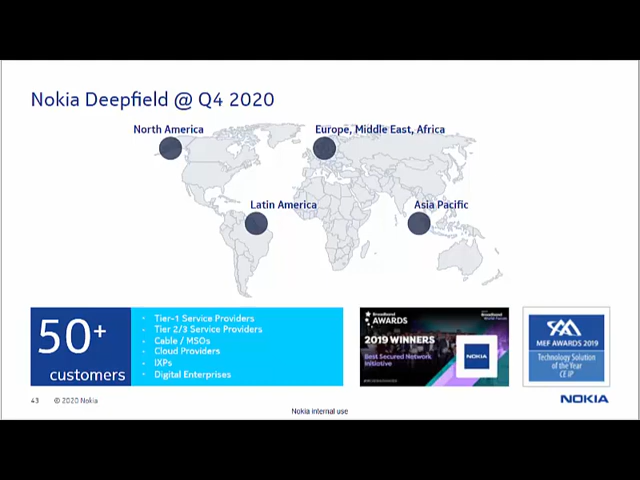 Nokia Deepfield @ Q4 2020
North America
Europe, Middle East, Africa
Latin America
Asia Pacific
50+
customers
· Tier-1 Service Providers
· Tier 2/3 Service Providers
· Cable / MSOs
· Cloud Providers
· IXPs
· Digital Enterprises
Broadband
AWARDS
Broadband
World Forum
2019 WINNERS
Best Secured Network
Initiative
NOKIA
MEF AWARDS 2019
Technology Solution
of the Year
CE IP
43 © 2020 Nokia
Nokia internal use
NOKIA